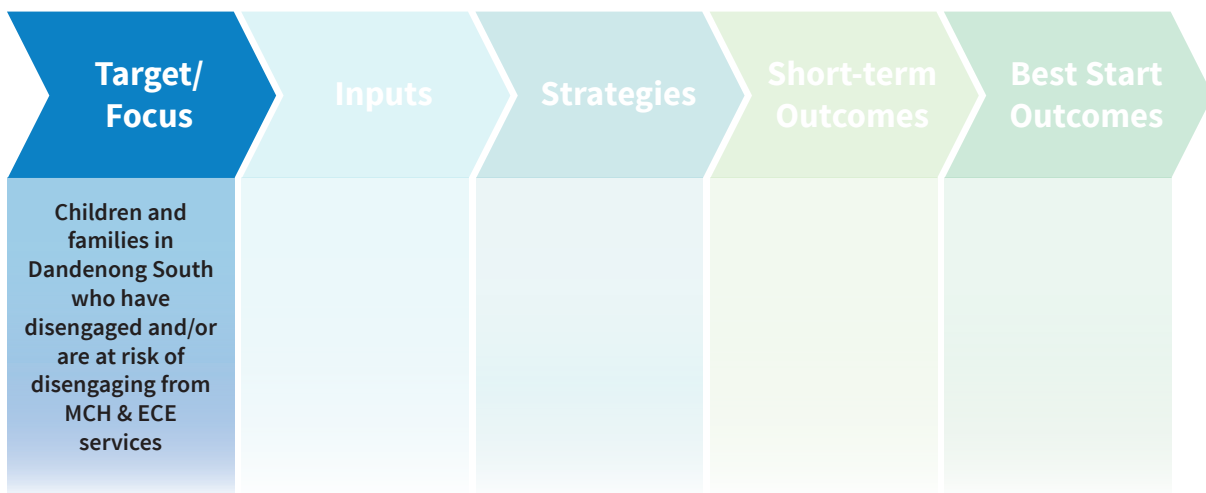 Target/
Focus
Inputs
Strategies
Short-term
Outcomes
Best Start
Outcomes
Children and
families in
Dandenong South
who have
disengaged and/or
are at risk of
disengaging from
MCH & ECE
services